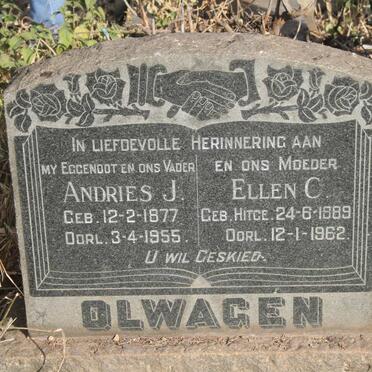 In Liefdevolle Herinnering aan
my Eggenoot en ons Vader en ons Moeder
Andries J. Ellen C.
Geb. 12-2-1877 Geb. Hitge. 24-6-1889
Oorl. 3-4-1955. Oorl. 12-1-1962.
U wil Geskied.
OLWAGEN